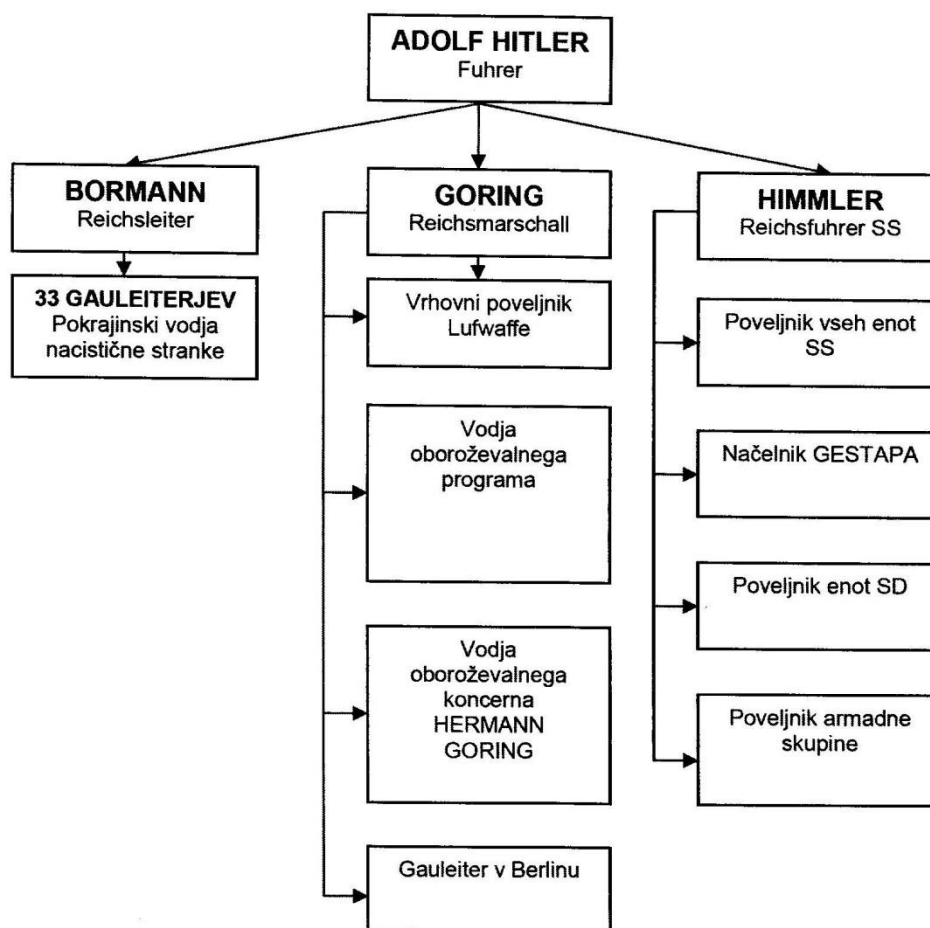 ADOLF HITLER
Fuhrer
BORMANN
Reichsleiter
GORING
Reichsmarschall
HIMMLER
Reichsfuhrer SS
33 GAULEITERJEV
Pokrajinski vodja
nacistične stranke
Vrhovni poveljnik
Lufwaffe
Vodja
oboroževalnega
programa
Vodja
oboroževalnega
koncerna
HERMANN
GORING
Gauleiter v Berlinu
Poveljnik vseh enot
SS
Načelnik GESTAPA
Poveljnik enot SD
Poveljnik armadne
skupine